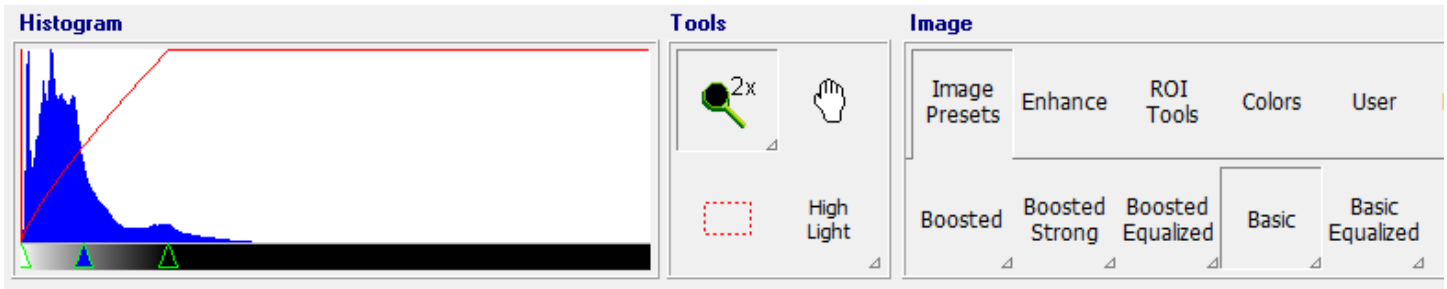 Histogram
Tools
Image
2x
Image
Presets
Enhance
ROI
Tools
Colors
User
High
Light
Boosted
Boosted
Strong
Boosted
Equalized
Basic
Basic
Equalized